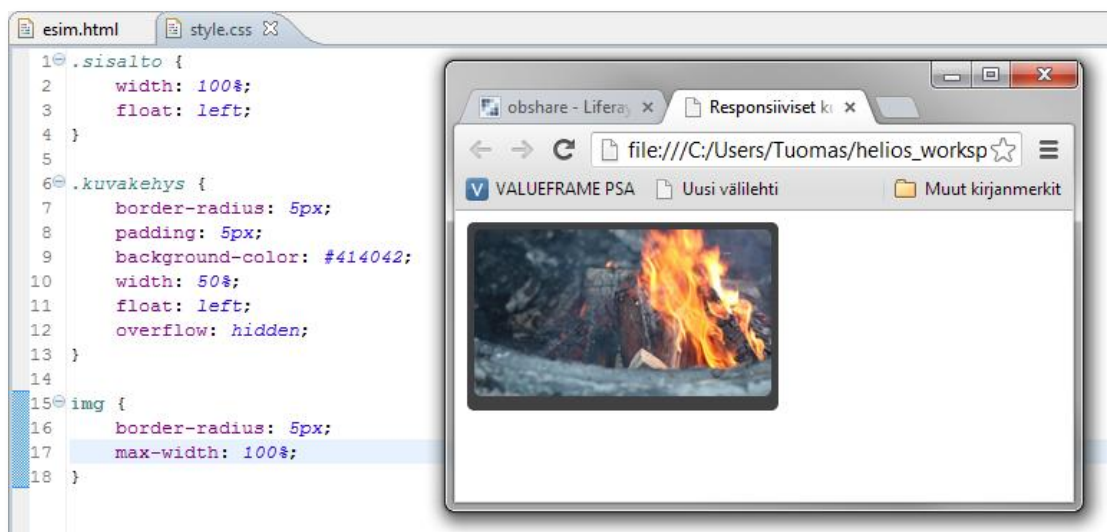 esim.html style.css
1 .sisalto {
2 width: 100%;
3 float: left;
4 }
5
6 .kuvakehys {
7 border-radius: 5px;
8 padding: 5px;
9 background-color: #414042;
10 width: 50%;
11 float: left;
12 overflow: hidden;
13 }
14
15 img {
16 border-radius: 5px;
17 max-width: 100%;
18 }
obshare - Liferay Responsiiviset ku
file:///C:/Users/Tuomas/helios_worksp
VALUEFRAME PSA Uusi välilehti Muut kirjanmerkit